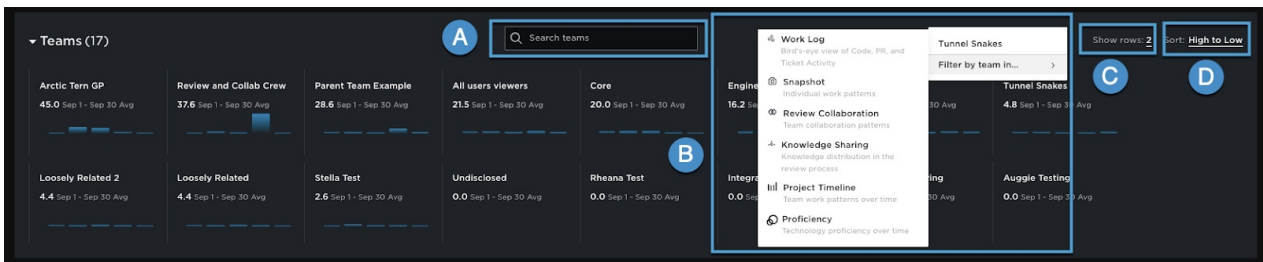 Teams (17)
A
Search teams
Show rows: 2
Sort: High to Low
Work Log
Bird's-eye view of Code, PR, and
Ticket Activity
Snapshot
Individual work patterns
Review Collaboration
Team collaboration patterns
Knowledge Sharing
Knowledge distribution in the
review process
Project Timeline
Team work patterns over time
Proficiency
Technology proficiency over time
Tunnel Snakes
Filter by team in...
B
C
D
Arctic Tern GP
45.0 Sep 1 - Sep 30 Avg
Review and Collab Crew
37.6 Sep 1 - Sep 30 Avg
Parent Team Example
28.6 Sep 1 - Sep 30 Avg
All users viewers
21.5 Sep 1 - Sep 30 Avg
Core
20.0 Sep 1 - Sep 30 Avg
16.2
30 Avg
Tunnel Snakes
4.8 Sep 1 - Sep 30 Avg
Loosely Related 2
4.4 Sep 1 - Sep 30 Avg
Loosely Related
4.4 Sep 1 - Sep 30 Avg
Stella Test
2.6 Sep 1 - Sep 30 Avg
Undisclosed
0.0 Sep 1 - Sep 30 Avg
Rheana Test
0.0 Sep 1 - Sep 30 Avg
0.0
30 Avg
Auggie Testing
0.0 Sep 1 - Sep 30 Avg